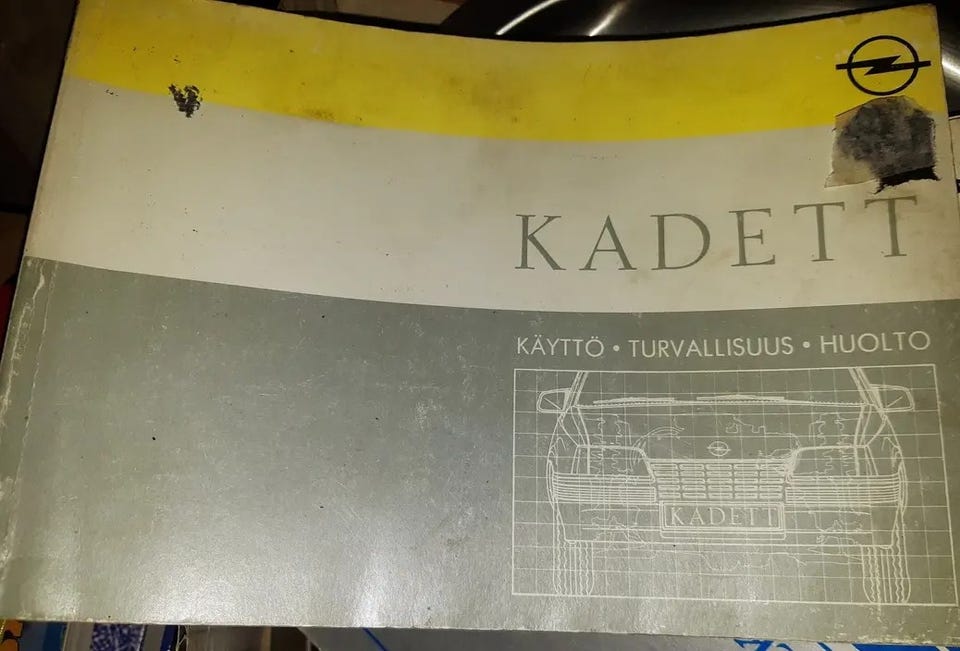 KADETT
KÄYTTÖ • TURVALLISUUS • HUOLTO
KADETT